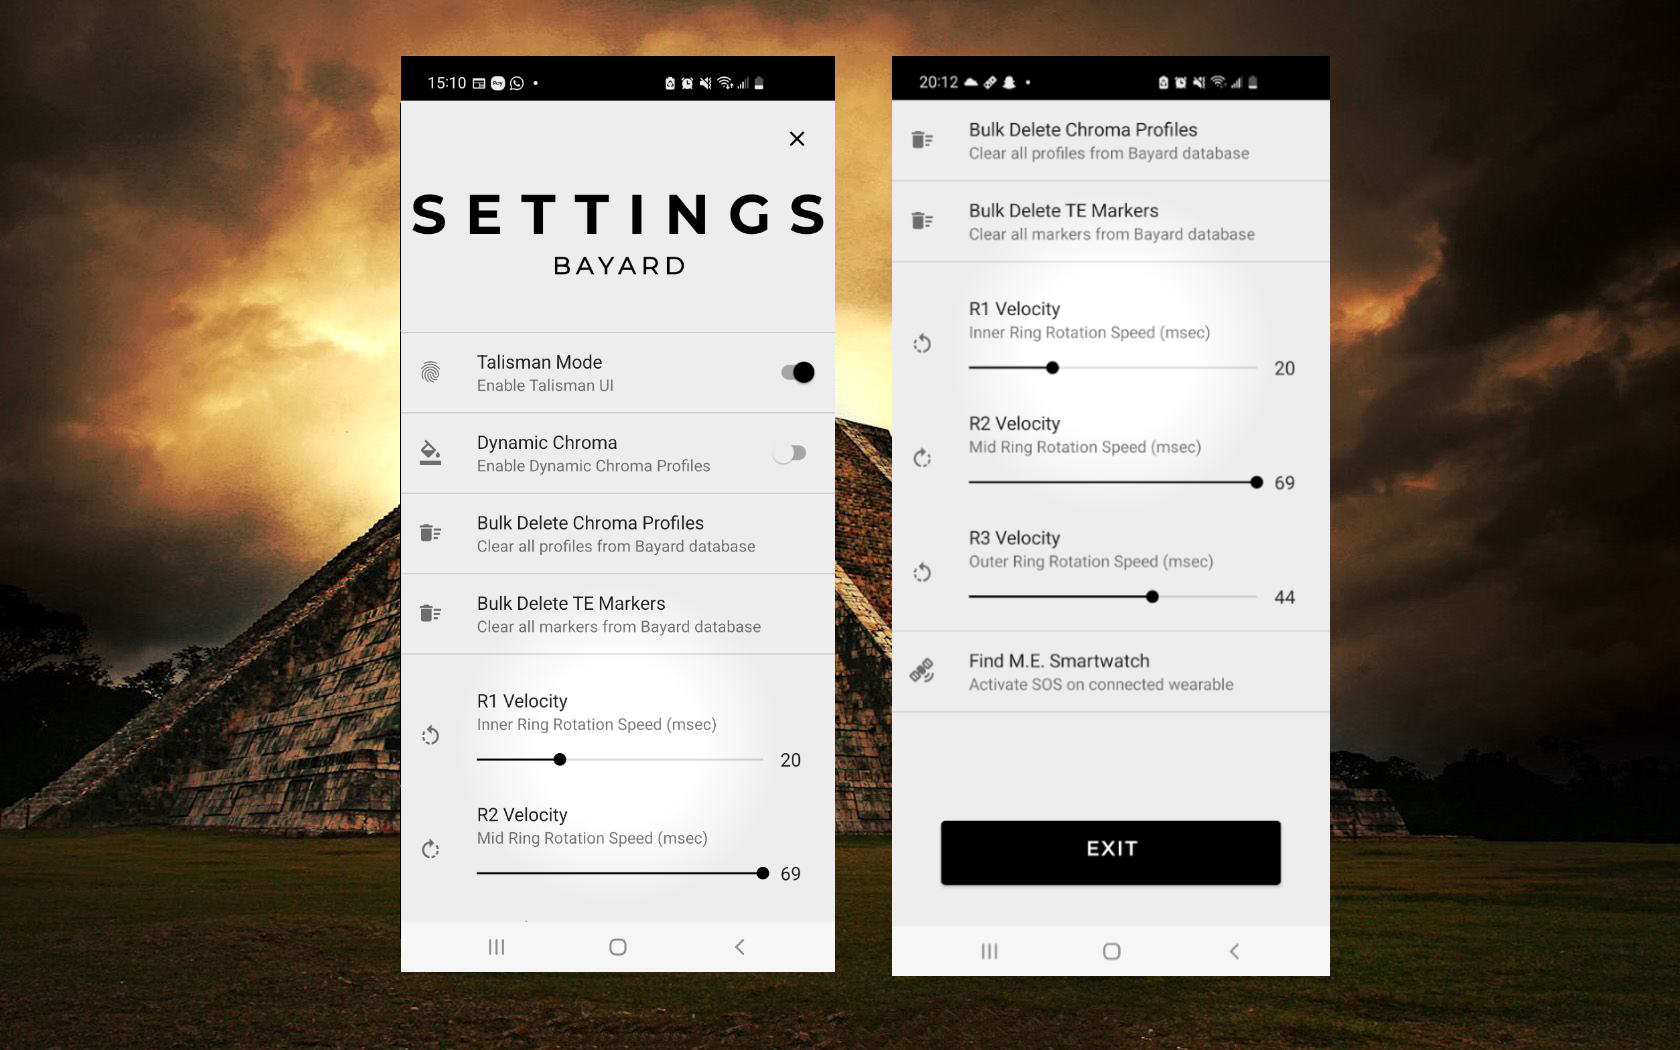 15:10
SETTINGS
BAYARD
Talisman Mode
Enable Talisman UI
Dynamic Chroma
Enable Dynamic Chroma Profiles
Bulk Delete Chroma Profiles
Clear all profiles from Bayard database
Bulk Delete TE Markers
Clear all markers from Bayard database
R1 Velocity
Inner Ring Rotation Speed (msec)
20
R2 Velocity
Mid Ring Rotation Speed (msec)
69
20:12
Bulk Delete Chroma Profiles
Clear all profiles from Bayard database
Bulk Delete TE Markers
Clear all markers from Bayard database
R1 Velocity
Inner Ring Rotation Speed (msec)
20
R2 Velocity
Mid Ring Rotation Speed (msec)
69
R3 Velocity
Outer Ring Rotation Speed (msec)
44
Find M.E. Smartwatch
Activate SOS on connected wearable
EXIT